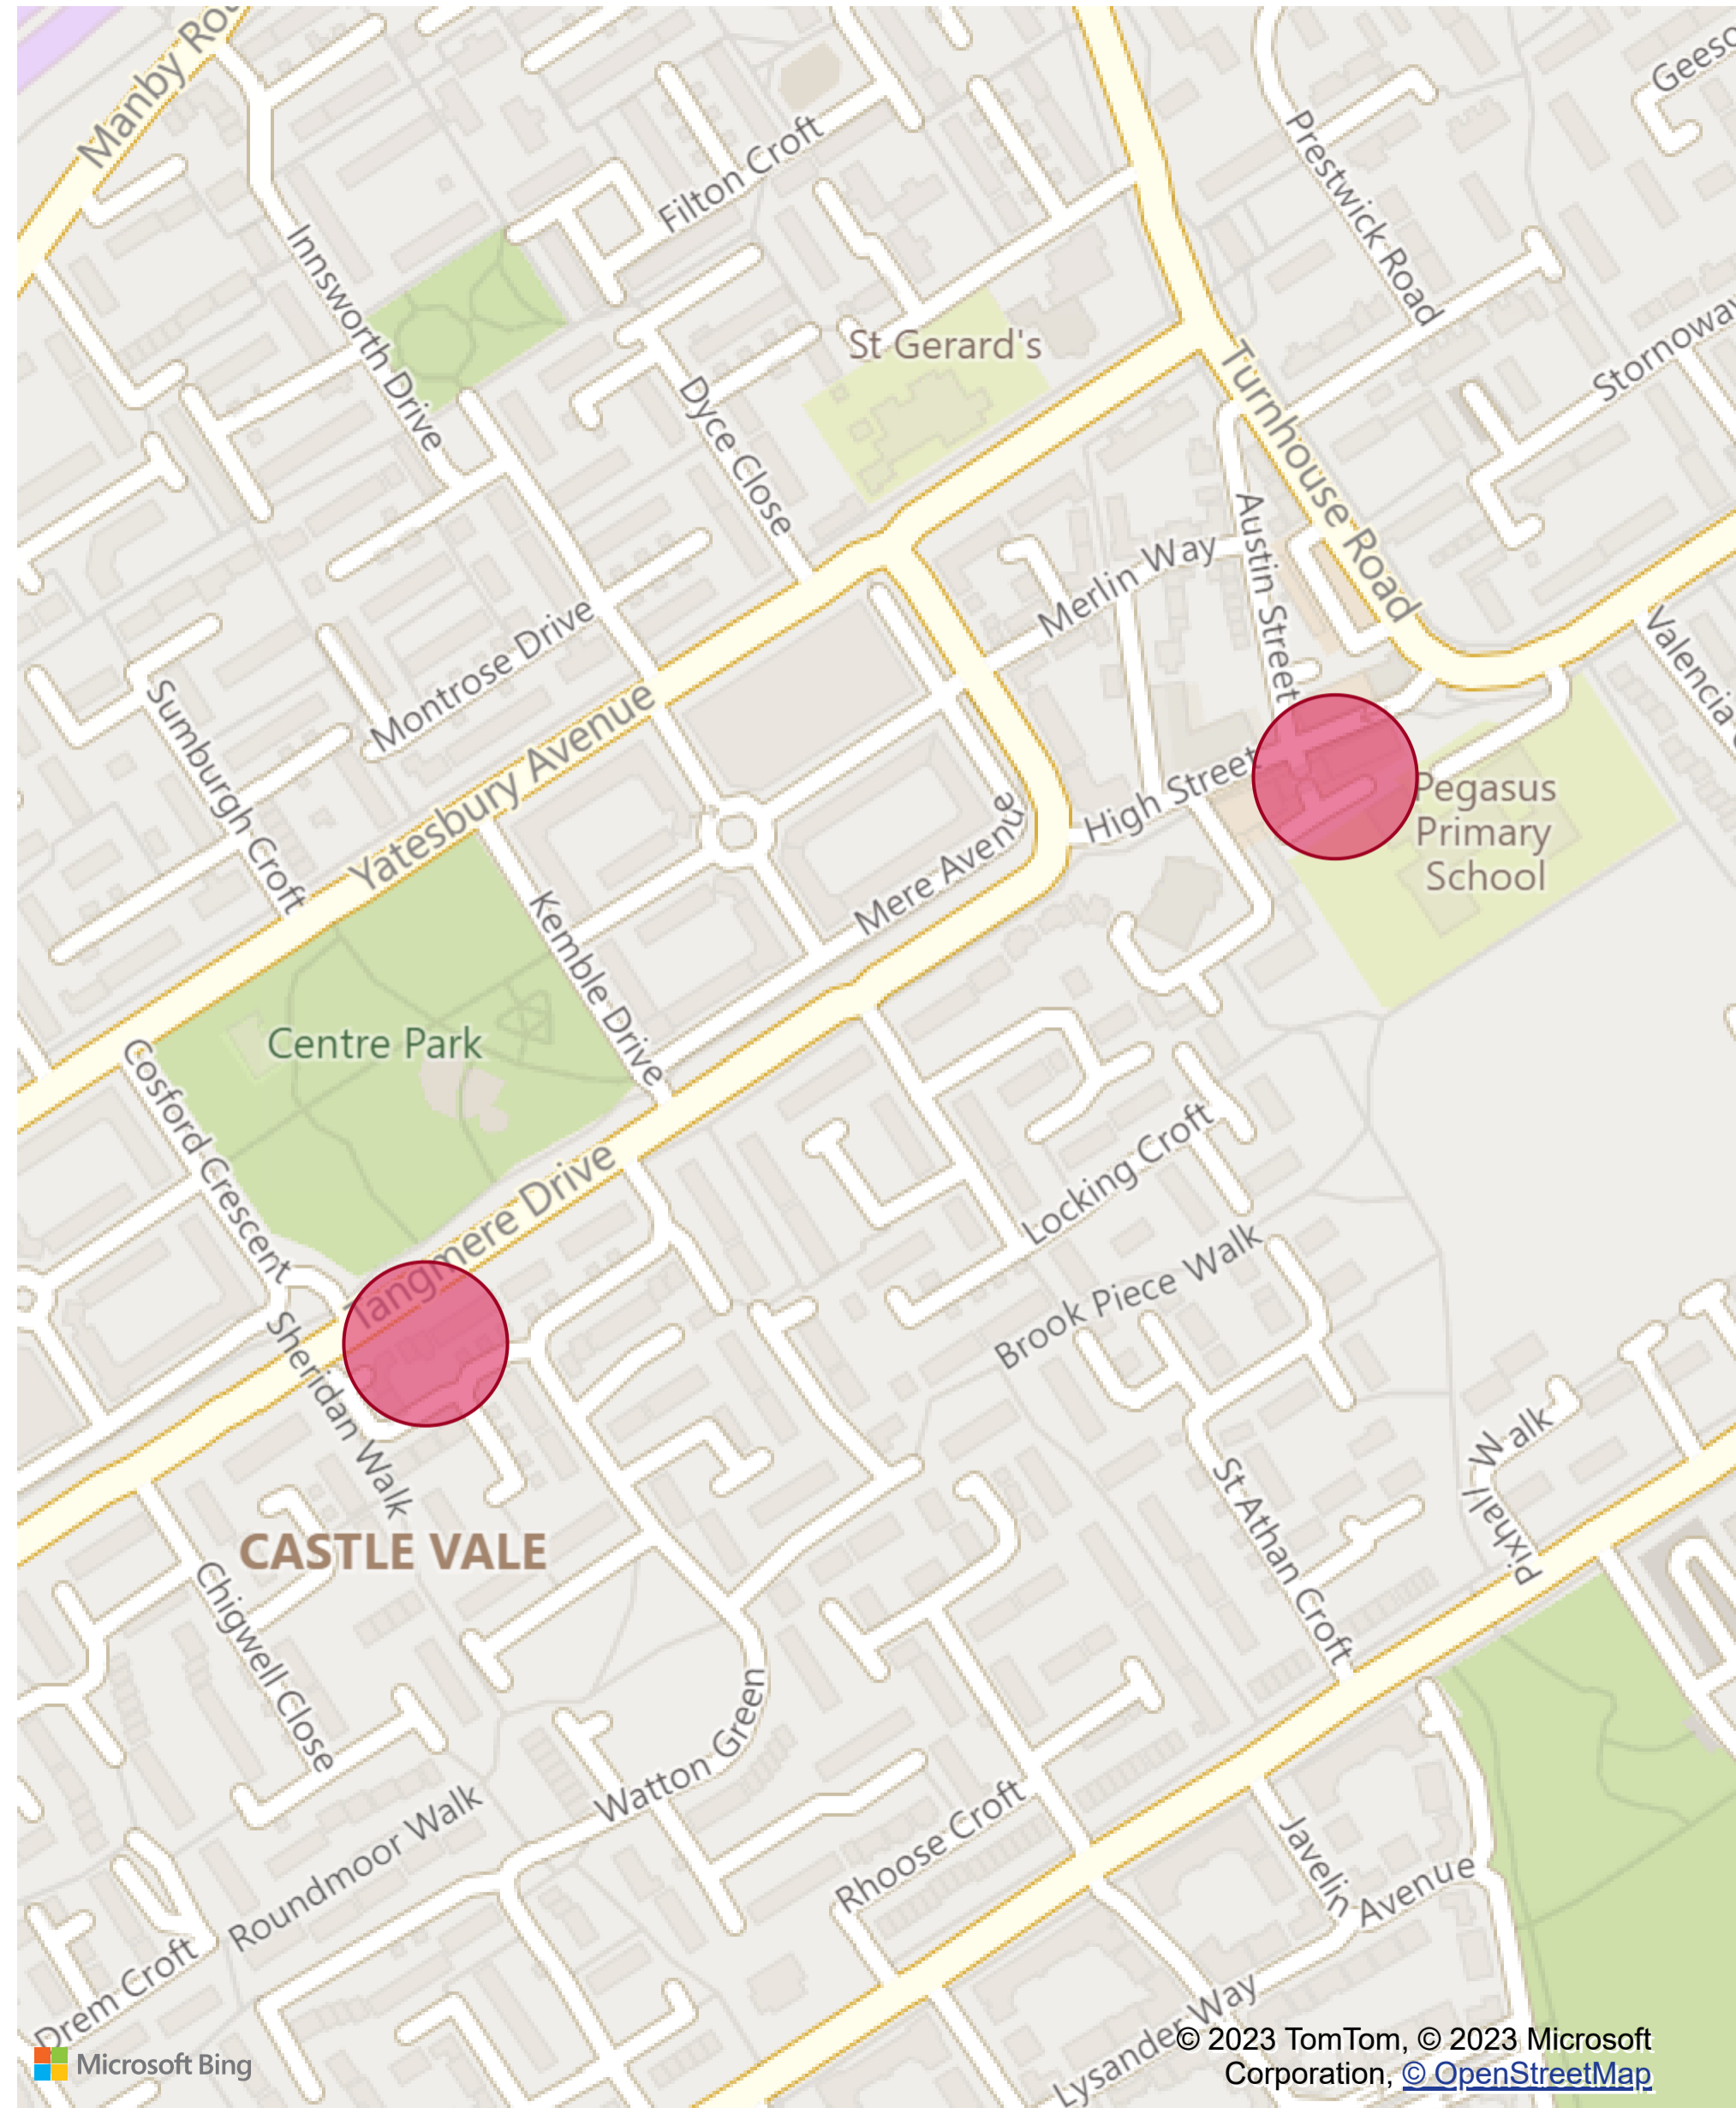 Manby Ro
Geeso
Prestwick Road
Filton Croft
Innsworth Drive
St Gerard's
Stornoway
Turnhouse Road
Dyce Close
Austin Street
Merlin Way
Montrose Drive
Valencia
Sumburgh Croft
Yatesbury Avenue
High Street
Pegasus
Primary
School
Mere Avenue
Kemble Drive
Centre Park
Cosford Crescent
Locking Croft
Tangmere Drive
Brook Piece Walk
Sheridan Walk
Pixhall Walk
St Athan Croft
CASTLE VALE
Chigwell Close
Watton Green
Roundmoor Walk
Rhoose Croft
Javelin Avenue
Drem Croft
Lysander Way
Microsoft Bing
© 2023 TomTom, © 2023 Microsoft
Corporation, © OpenStreetMap